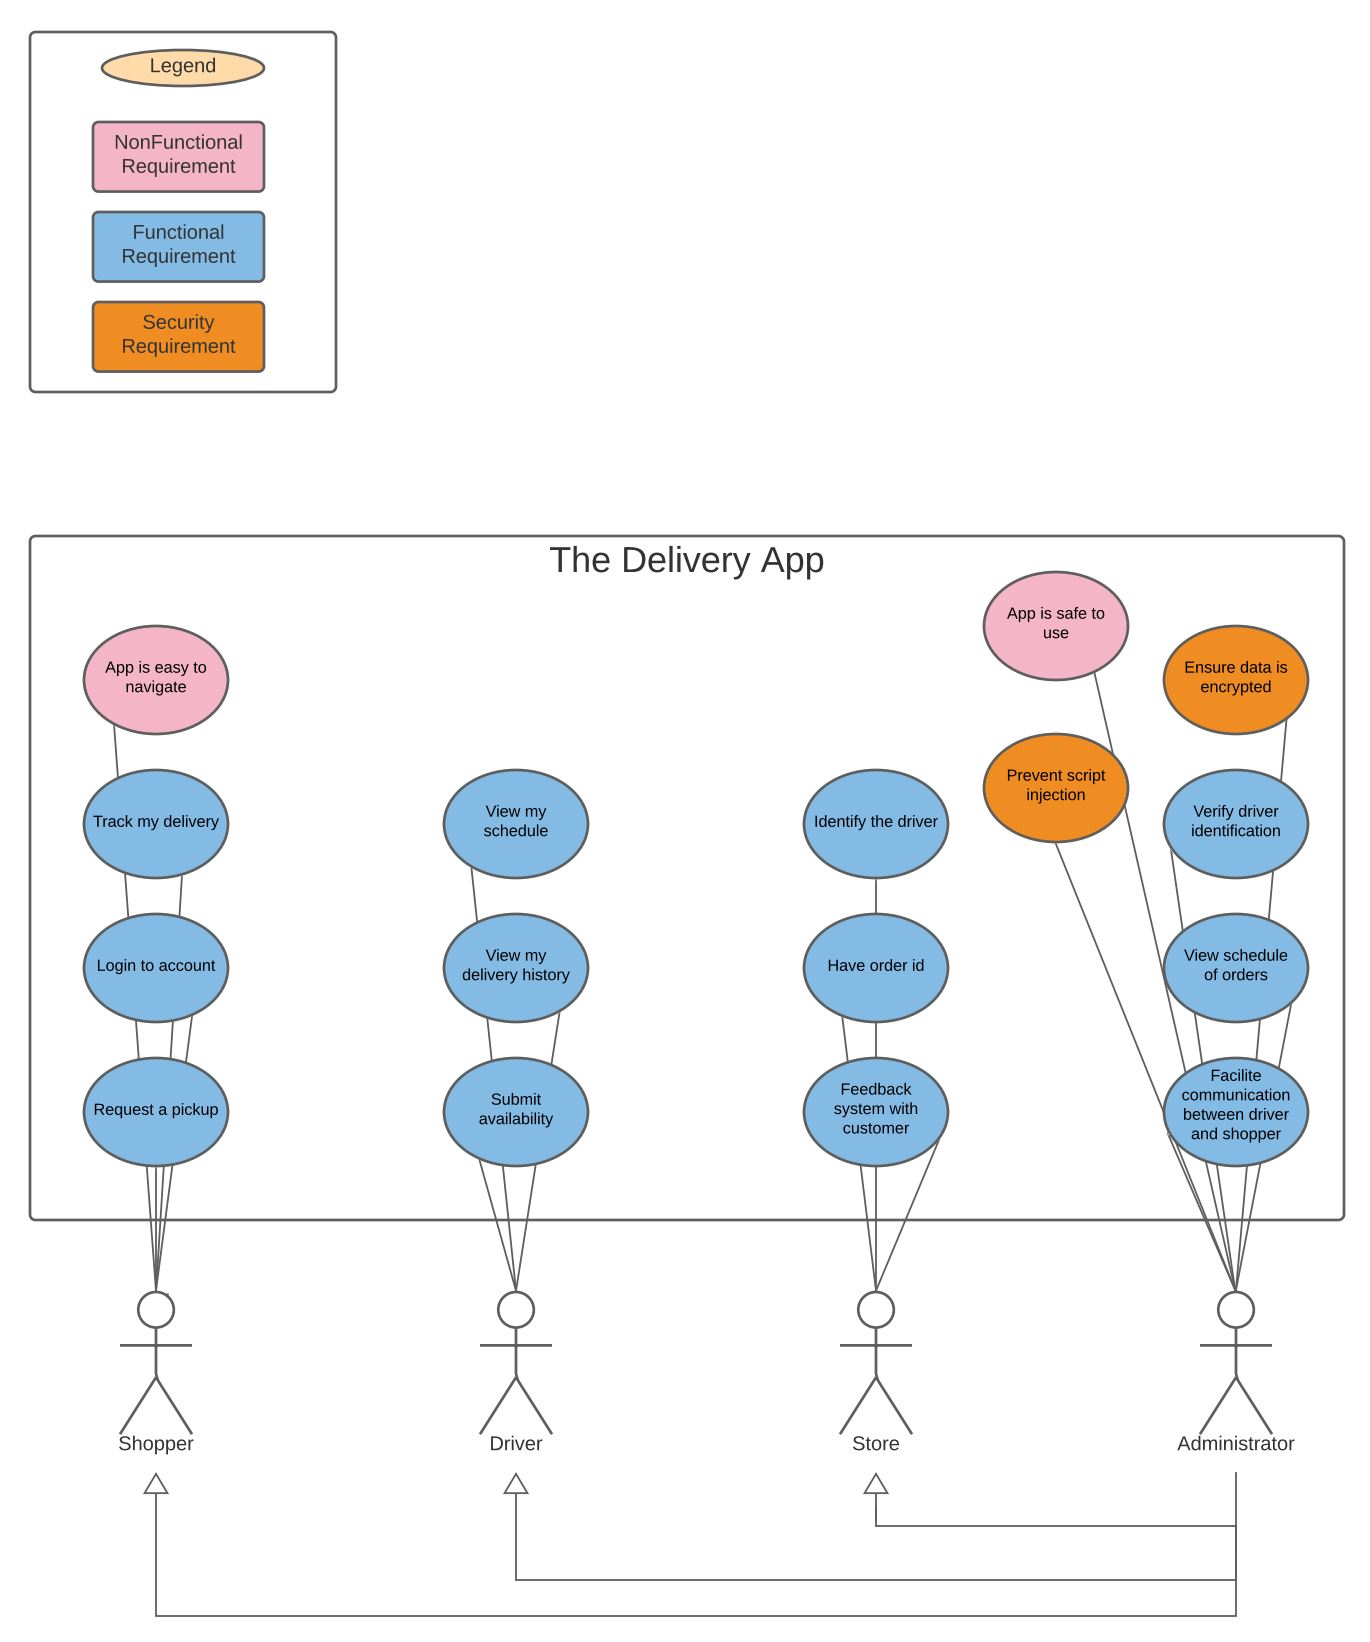 Legend
NonFunctional
Requirement
Functional
Requirement
Security
Requirement
The Delivery App
App is easy to
navigate
Track my delivery
Login to account
Request a pickup
View my
schedule
View my
delivery history
Submit
availability
Identify the driver
Have order id
Feedback
system with
customer
App is safe to
use
Prevent script
injection
Ensure data is
encrypted
Verify driver
identification
View schedule
of orders
Facilite
communication
between driver
and shopper
Shopper
Driver
Store
Administrator